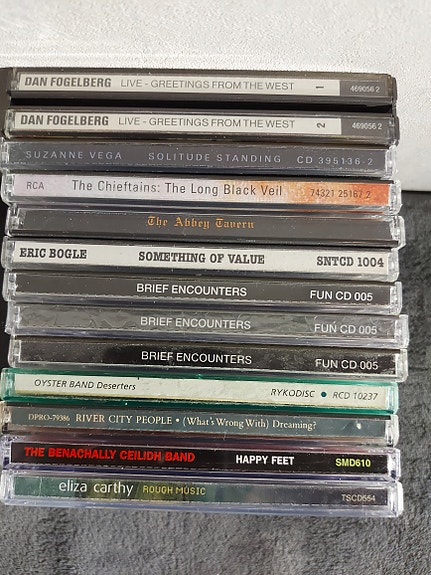 DAN FOGELBERG LIVE - GREETINGS FROM THE WEST 1 469056 2
DAN FOGELBERG LIVE - GREETINGS FROM THE WEST 2 469056 2
SUZANNE VEGA SOLITUDE STANDING CD 395136-2
RCA The Chieftains: The Long Black Veil 74321 25167 2
The Abbey Tavern
ERIC BOGLE SOMETHING OF VALUE SNTCD 1004
BRIEF ENCOUNTERS FUN CD 005
BRIEF ENCOUNTERS FUN CD 005
BRIEF ENCOUNTERS FUN CD 005
OYSTER BAND Deserters RYKODISC • RCD 10237
DPRO-79386 RIVER CITY PEOPLE • (What's Wrong With) Dreaming?
THE BENACHALLY CEILIDH BAND HAPPY FEET SMD610
eliza carthy ROUGH MUSIC TSCD554